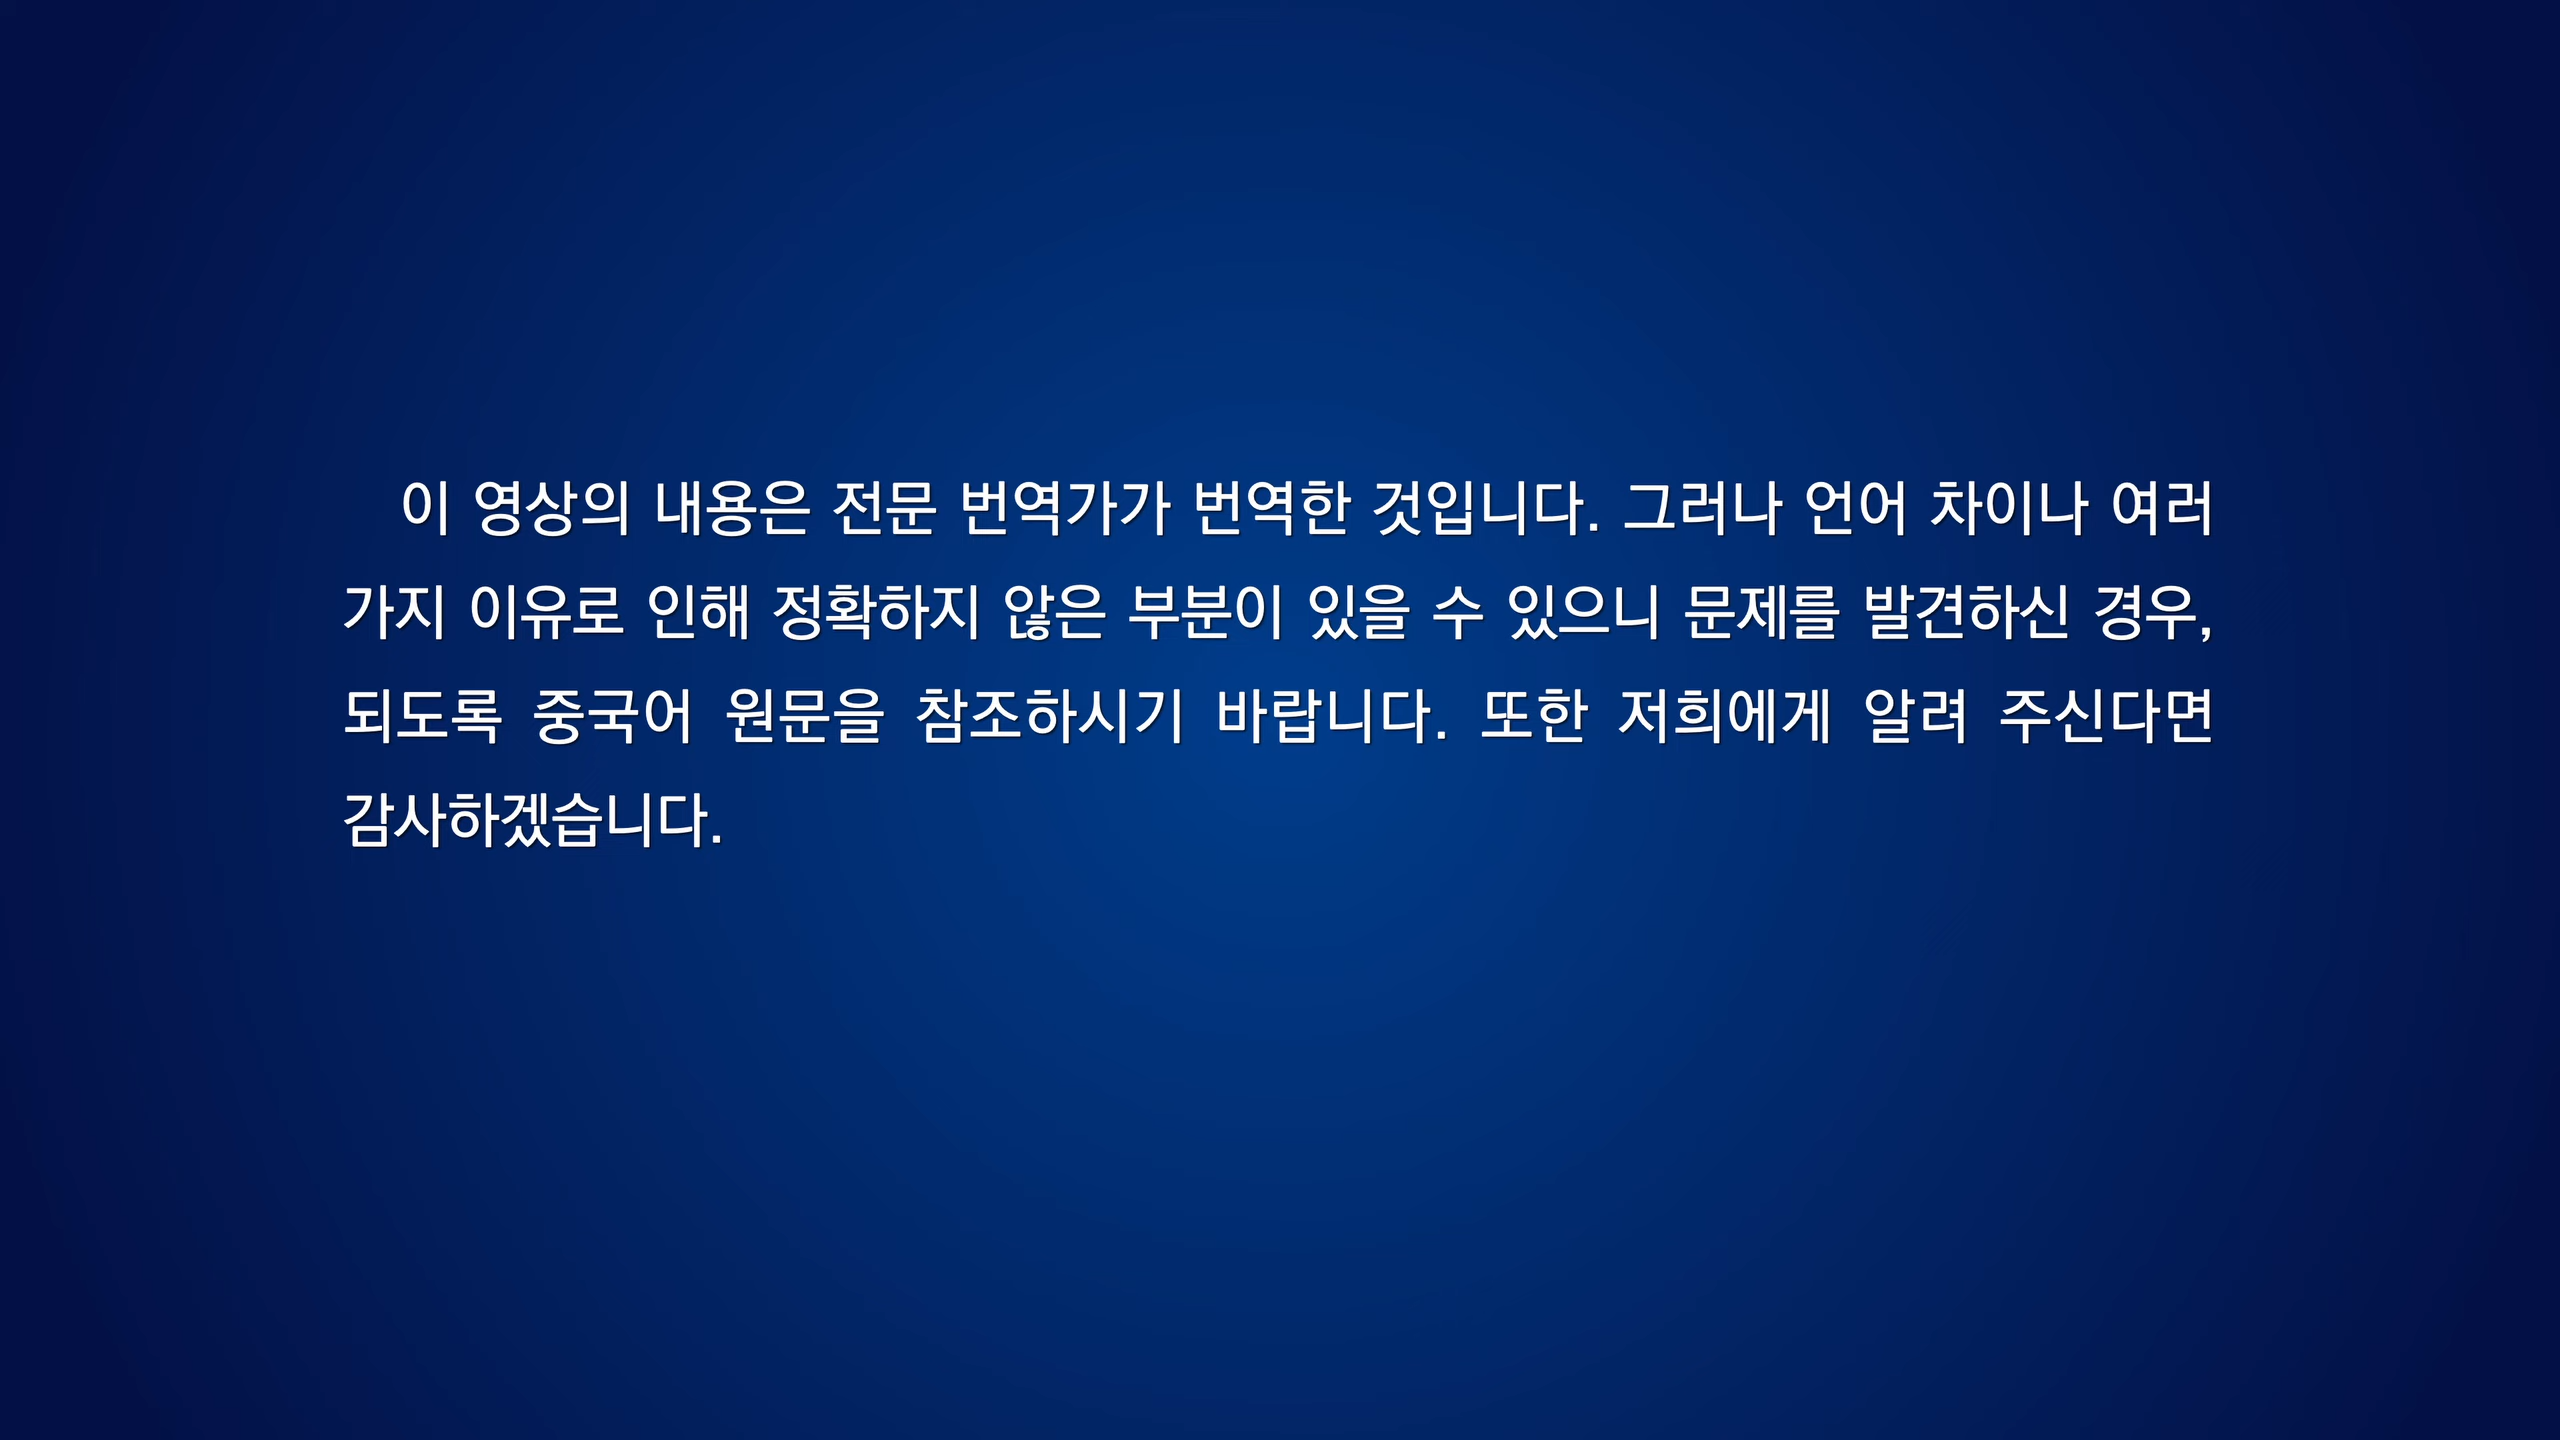 이 영상의 내용은 전문 번역가가 번역한 것입니다. 그러나 언어 차이나 여러
가지 이유로 인해 정확하지 않은 부분이 있을 수 있으니 문제를 발견하신 경우,
되도록 중국어 원문을 참조하시기 바랍니다. 또한 저희에게 알려 주신다면
감사하겠습니다.